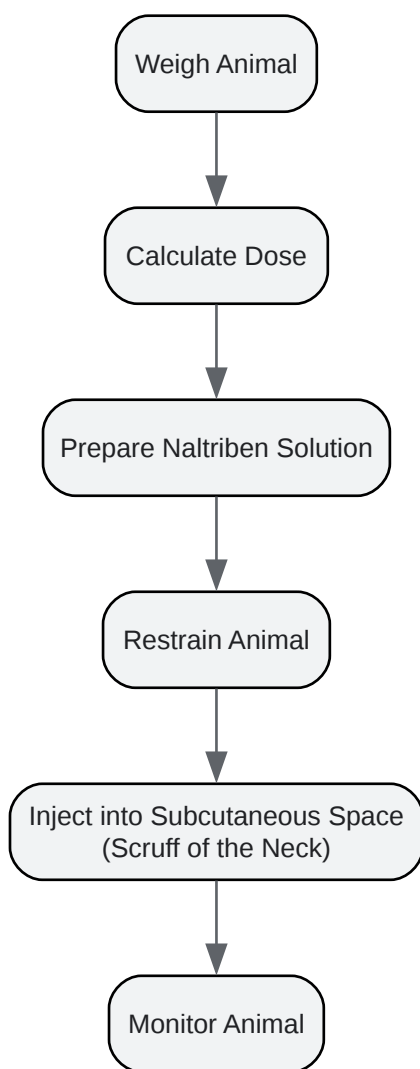 Weigh Animal
Calculate Dose
Prepare Naltriben Solution
Restrain Animal
Inject into Subcutaneous Space
(Scruff of the Neck)
Monitor Animal